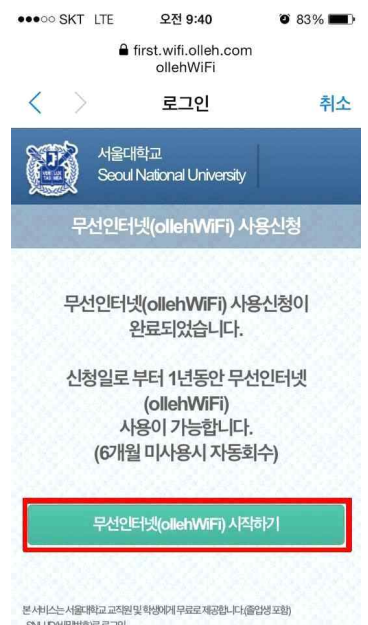 SKT LTE 오전 9:40 83%
first.wifi.olleh.com
ollehWiFi
로그인 취소
서울대학교
Seoul National University
무선인터넷(ollehWiFi) 사용신청
무선인터넷(ollehWiFi) 사용신청이
완료되었습니다.
신청일로 부터 1년동안 무선인터넷
(ollehWiFi)
사용이 가능합니다.
(6개월 미사용시 자동회수)
무선인터넷(ollehWiFi) 시작하기
본 서비스는 서울대학교 교직원 및 학생에게 무료로 제공합니다.(졸업생 포함)